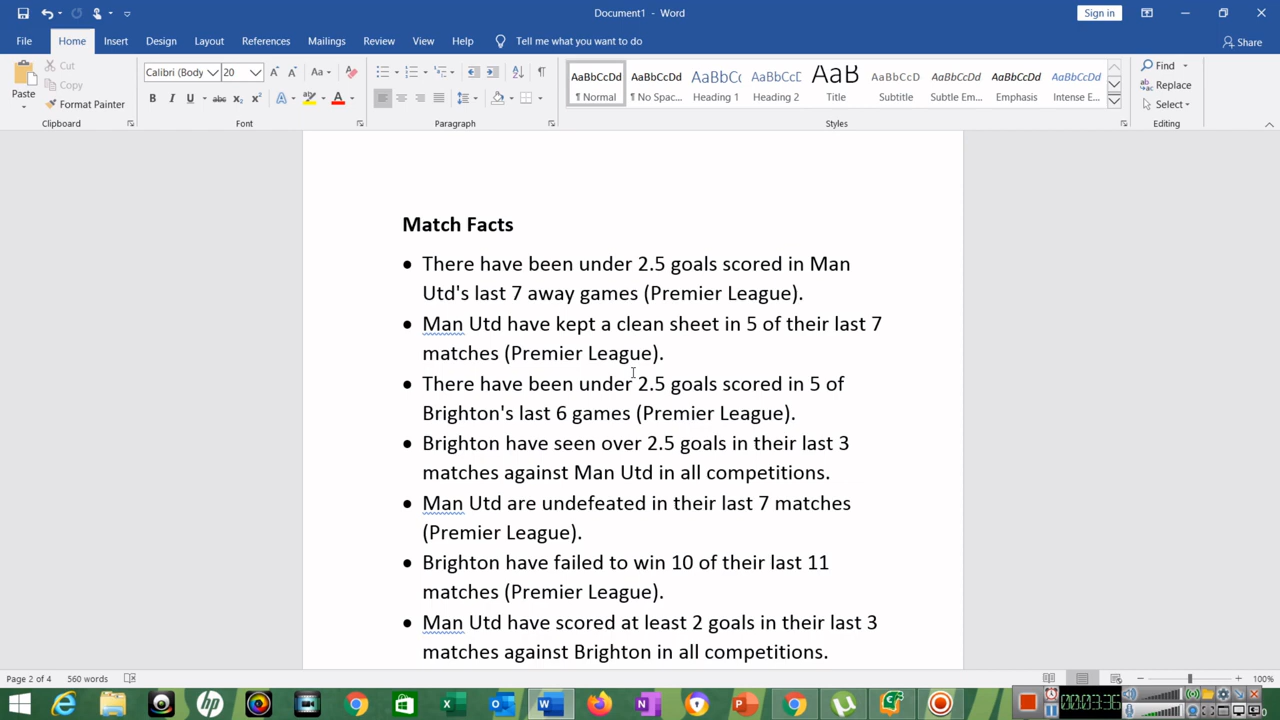 Document1 - Word
Sign in
File Home Insert Design Layout References Mailings Review View Help Tell me what you want to do Share
Paste
Cut
Copy
Format Painter
Clipboard
Calibri (Body 20
Font
Paragraph
AaBbCcDd AaBbCcDd AaBbCc AaBbCcE AaB AaBbCcD AaBbCcDd AaBbCcDd AaBbCcDd
¶ Normal ¶ No Spac... Heading 1 Heading 2 Title Subtitle Subtle Em... Emphasis Intense E...
Styles
Find
Replace
Select
Editing
Match Facts
• There have been under 2.5 goals scored in Man
Utd's last 7 away games (Premier League).
• Man Utd have kept a clean sheet in 5 of their last 7
matches (Premier League).
• There have been under 2.5 goals scored in 5 of
Brighton's last 6 games (Premier League).
• Brighton have seen over 2.5 goals in their last 3
matches against Man Utd in all competitions.
• Man Utd are undefeated in their last 7 matches
(Premier League).
• Brighton have failed to win 10 of their last 11
matches (Premier League).
• Man Utd have scored at least 2 goals in their last 3
matches against Brighton in all competitions.
Page 2 of 4 560 words
100%